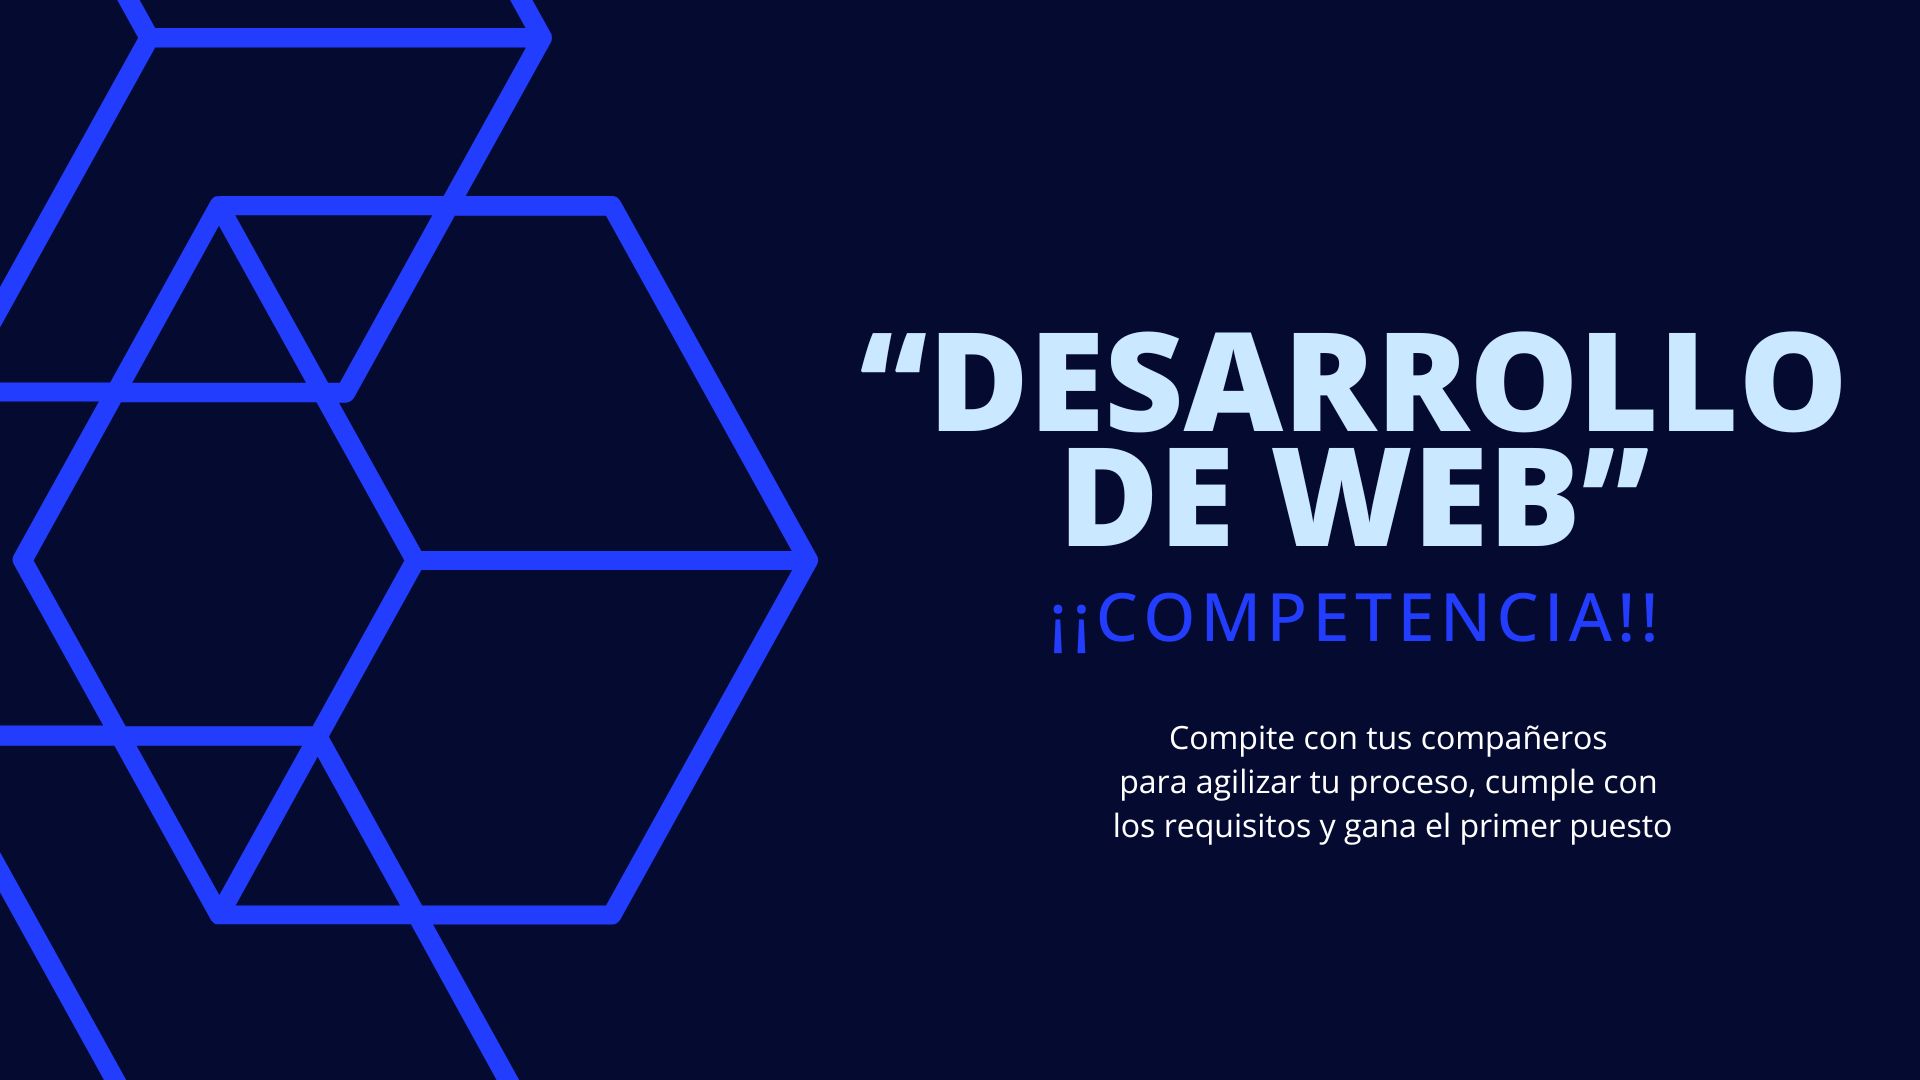 “DESARROLLO
DE WEB”
¡¡COMPETENCIA!!
Compite con tus compañeros
para agilizar tu proceso, cumple con
los requisitos y gana el primer puesto